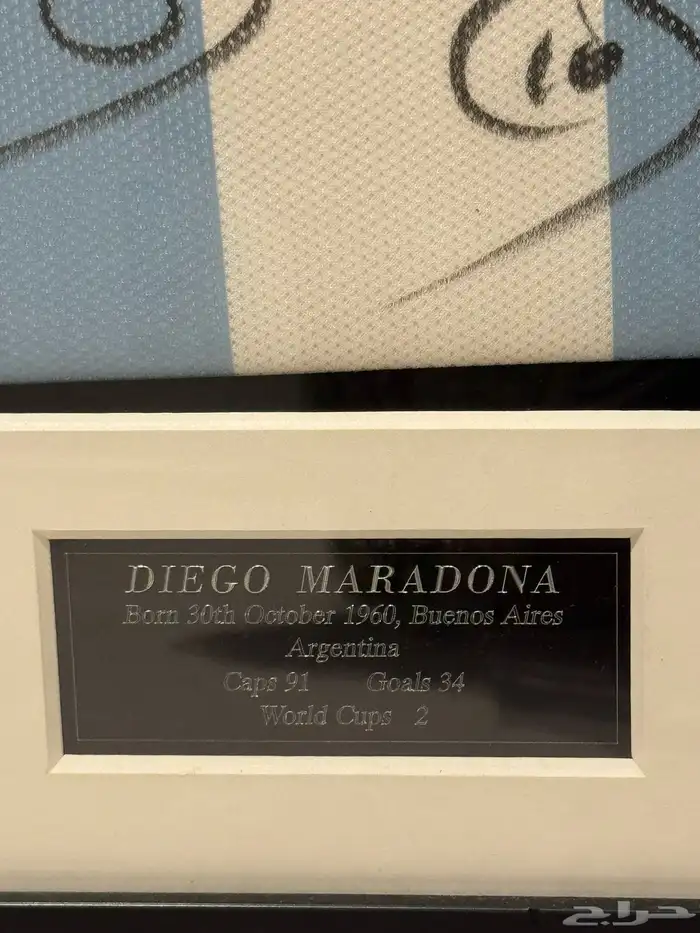 DIEGO MARADONA
Born 30th October 1960, Buenos Aires
Argentina
Caps 91 Goals 34
World Cups 2
حراج